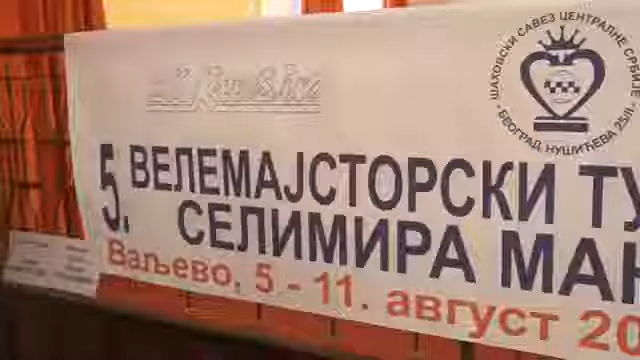 ШАХОВСКИ САВЕЗ ЦЕНТРАЛНЕ СРБИЈЕ
· БЕОГРАД НУШИЋЕВА 25/II ·
5. ВЕЛЕМАЈСТОРСКИ ТУ
СЕЛИМИРА МАН
Ваљево, 5 - 11. август 20